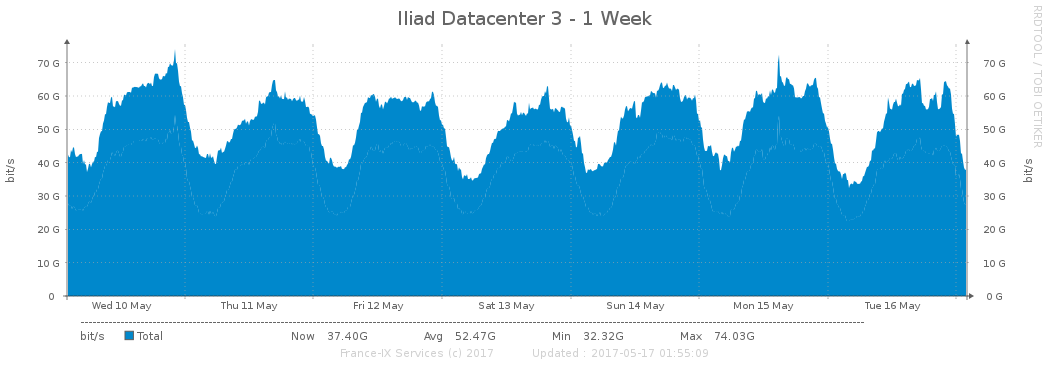 Iliad Datacenter 3 - 1 Week
RRDTOOL / TOBI OETIKER
bit/s
70 G 70 G
60 G 60 G
50 G 50 G
40 G 40 G
30 G 30 G
20 G 20 G
10 G 10 G
0 0 G
bit/s
Wed 10 May Thu 11 May Fri 12 May Sat 13 May Sun 14 May Mon 15 May Tue 16 May
bit/s Total Now 37.40G Avg 52.47G Min 32.32G Max 74.03G
France-IX Services (c) 2017 Updated : 2017-05-17 01:55:09